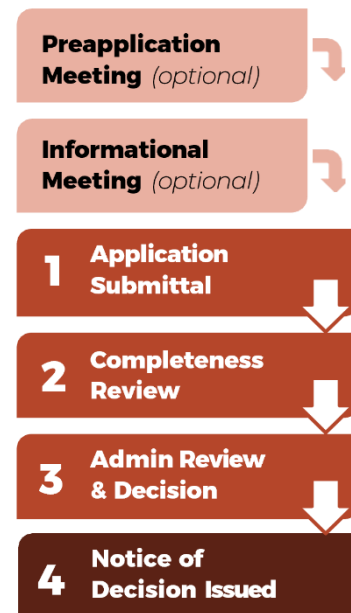 Preapplication
Meeting (optional)
Informational
Meeting (optional)
1 Application
Submittal
2 Completeness
Review
3 Admin Review
& Decision
4 Notice of
Decision Issued